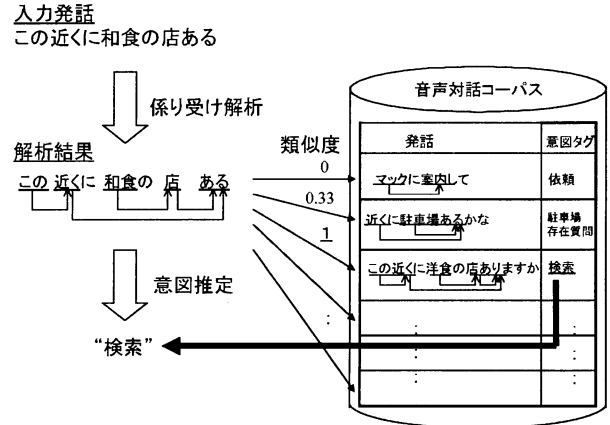 入力発話
この近くに和食の店ある
係り受け解析
解析結果
この 近くに 和食の 店 ある
意図推定
“検索”
類似度
0
0.33
1
:
音声対話コーパス
発話
意図タグ
マックに案内して
依頼
近くに駐車場あるかな
駐車場
存在質問
この近くに洋食の店ありますか
検索
:
:
:
:
:
: